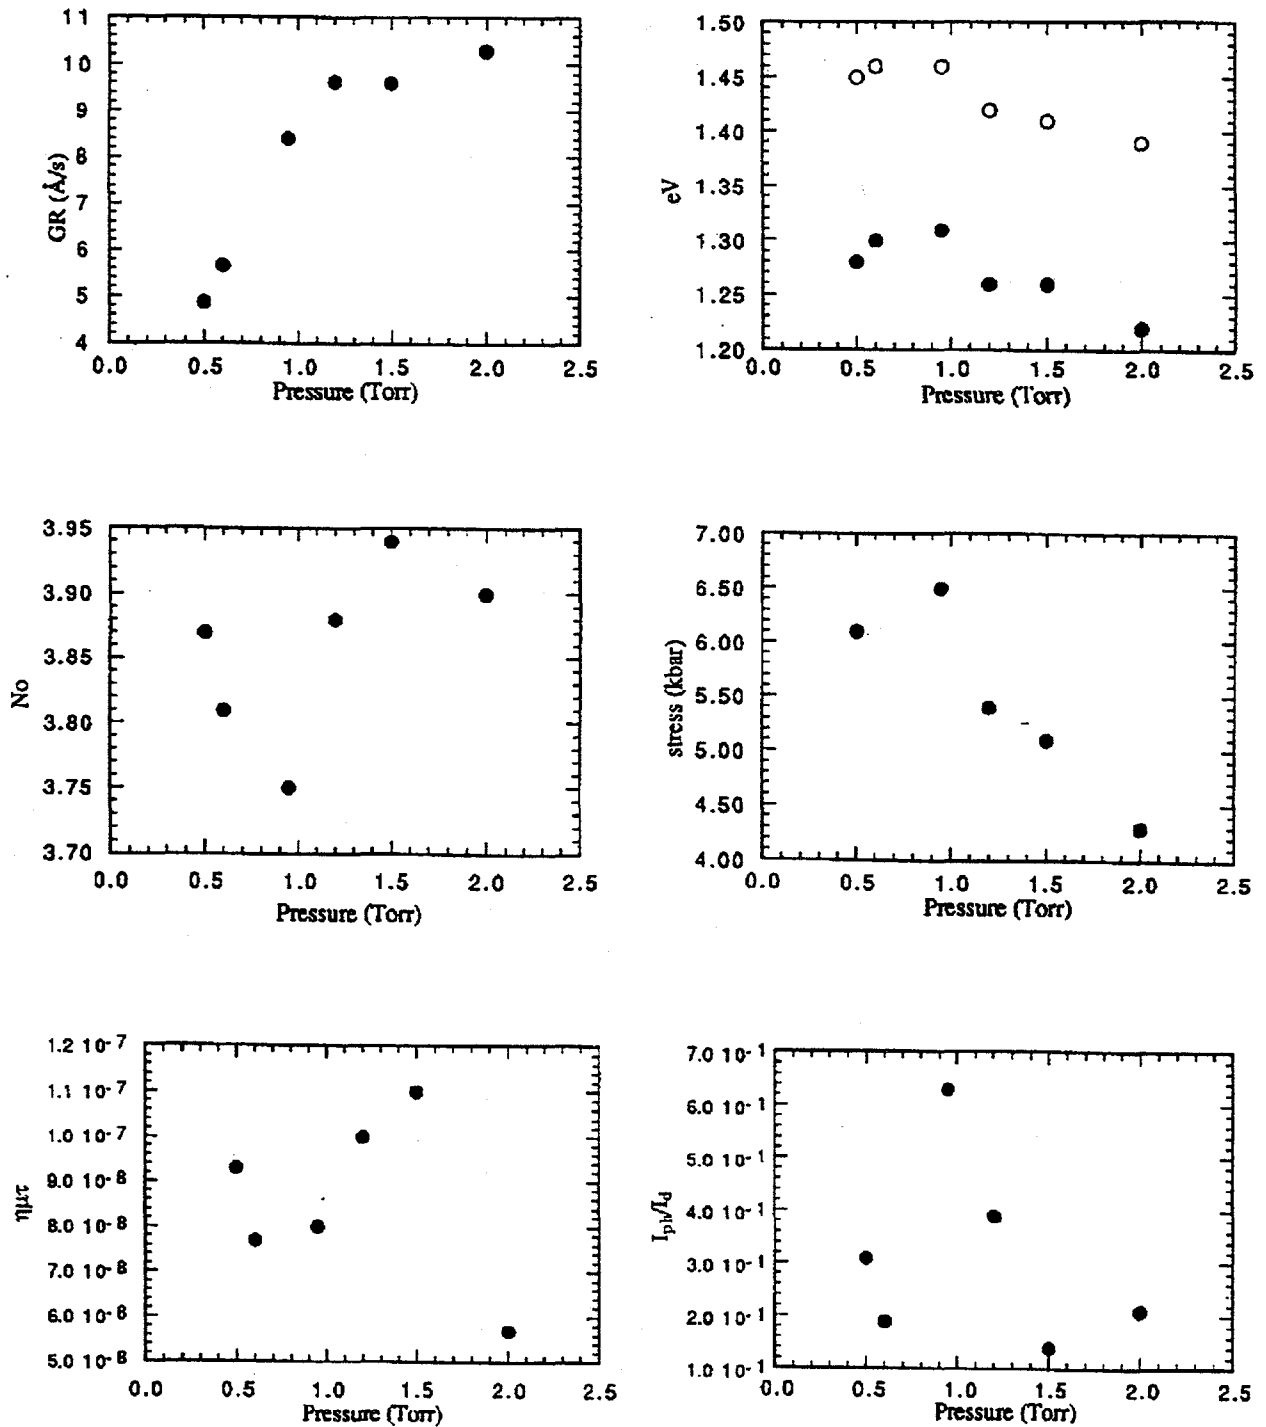 11
10
9
8
7
6
5
4
GR (Å/s)
0.0 0.5 1.0 1.5 2.0 2.5
Pressure (Torr)
1.50
1.45
1.40
1.35
1.30
1.25
1.20
eV
0.0 0.5 1.0 1.5 2.0 2.5
Pressure (Torr)
3.95
3.90
3.85
3.80
3.75
3.70
No
0.0 0.5 1.0 1.5 2.0 2.5
Pressure (Torr)
7.00
6.50
6.00
5.50
5.00
4.50
4.00
stress (kbar)
0.0 0.5 1.0 1.5 2.0 2.5
Pressure (Torr)
1.2 10⁻⁷
1.1 10⁻⁷
1.0 10⁻⁷
9.0 10⁻⁸
8.0 10⁻⁸
7.0 10⁻⁸
6.0 10⁻⁸
5.0 10⁻⁸
ημτ
0.0 0.5 1.0 1.5 2.0 2.5
Pressure (Torr)
7.0 10⁻¹
6.0 10⁻¹
5.0 10⁻¹
4.0 10⁻¹
3.0 10⁻¹
2.0 10⁻¹
1.0 10⁻¹
I_ph/I_d
0.0 0.5 1.0 1.5 2.0 2.5
Pressure (Torr)